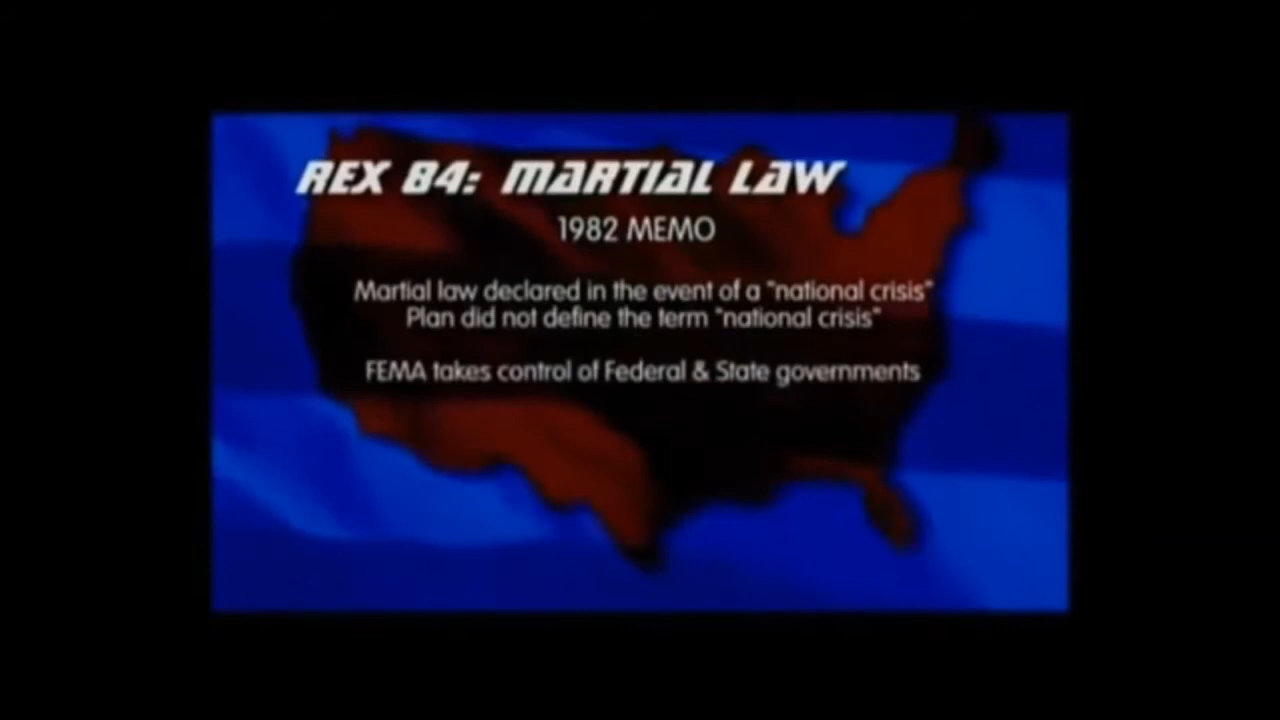 REX 84: MARTIAL LAW
1982 MEMO
Martial law declared in the event of a "national crisis"
Plan did not define the term "national crisis"
FEMA takes control of Federal & State governments